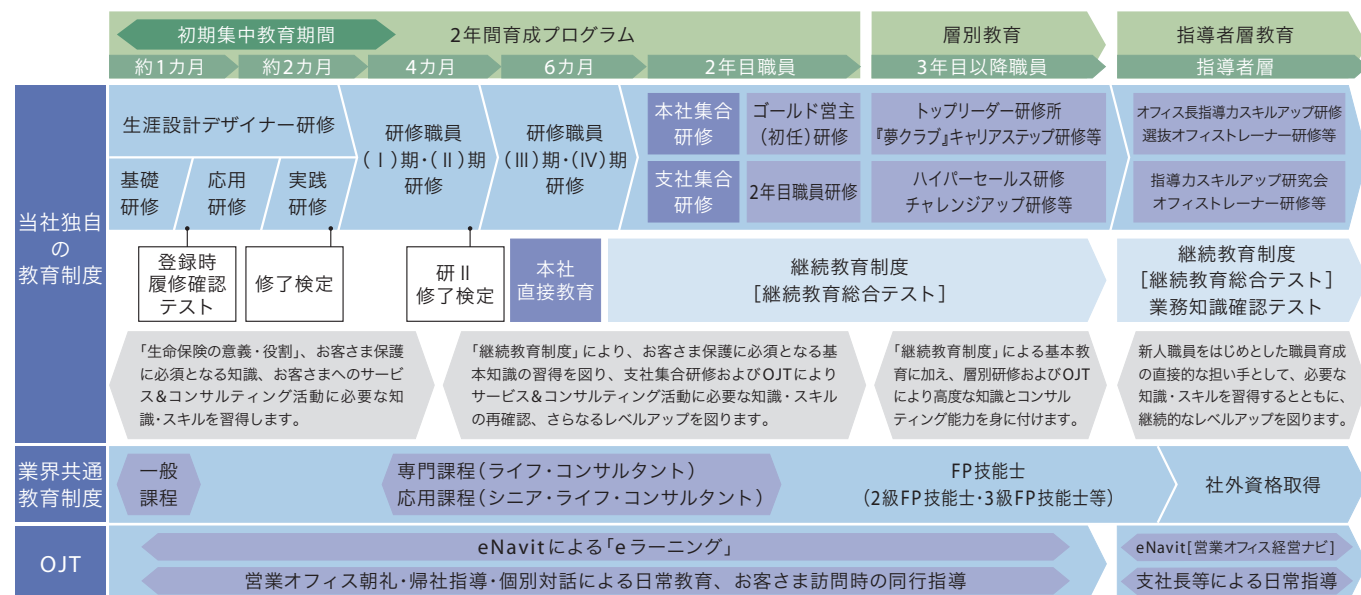 初期集中教育期間
2年間育成プログラム
層別教育
指導者層教育
約1カ月
約2カ月
4カ月
6カ月
2年目職員
3年目以降職員
指導者層
当社独自
の
教育制度
生涯設計デザイナー研修
基礎
研修
応用
研修
実践
研修
研修職員
(Ⅰ)期・(Ⅱ)期
研修
研修職員
(Ⅲ)期・(Ⅳ)期
研修
本社集合
研修
ゴールド営主
(初任)研修
支社集合
研修
2年目職員研修
トップリーダー研修所
『夢クラブ』キャリアステップ研修等
ハイパーセールス研修
チャレンジアップ研修等
オフィス長指導力スキルアップ研修
選抜オフィストレーナー研修等
指導力スキルアップ研究会
オフィストレーナー研修等
登録時
履修確認
テスト
修了検定
研Ⅱ
修了検定
本社
直接教育
継続教育制度
[継続教育総合テスト]
継続教育制度
[継続教育総合テスト]
業務知識確認テスト
「生命保険の意義・役割」、お客さま保護
に必須となる知識、お客さまへのサービ
ス&コンサルティング活動に必要な知
識・スキルを習得します。
「継続教育制度」により、お客さま保護に必須となる基
本知識の習得を図り、支社集合研修およびOJTにより
サービス&コンサルティング活動に必要な知識・スキル
の再確認、さらなるレベルアップを図ります。
「継続教育制度」による基本教
育に加え、層別研修およびOJT
により高度な知識とコンサル
ティング能力を身に付けます。
新人職員をはじめとした職員育成
の直接的な担い手として、必要な
知識・スキルを習得するとともに、
継続的なレベルアップを図ります。
業界共通
教育制度
一般
課程
専門課程(ライフ・コンサルタント)
応用課程(シニア・ライフ・コンサルタント)
FP技能士
(2級FP技能士・3級FP技能士等)
社外資格取得
OJT
eNavitによる「eラーニング」
営業オフィス朝礼・帰社指導・個別対話による日常教育、お客さま訪問時の同行指導
eNavit[営業オフィス経営ナビ]
支社長等による日常指導